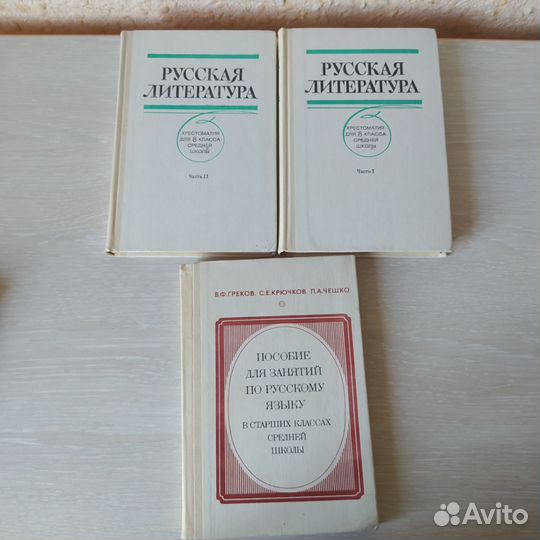 РУССКАЯ
ЛИТЕРАТУРА
ХРЕСТОМАТИЯ
ДЛЯ 8 КЛАССА
СРЕДНЕЙ
ШКОЛЫ
Часть II
РУССКАЯ
ЛИТЕРАТУРА
ХРЕСТОМАТИЯ
ДЛЯ 8 КЛАССА
СРЕДНЕЙ
ШКОЛЫ
Часть I
В.Ф.ГРЕКОВ, С.Е.КРЮЧКОВ, Л.А.ЧЕШКО
ПОСОБИЕ
ДЛЯ ЗАНЯТИЙ
ПО РУССКОМУ
ЯЗЫКУ
В СТАРШИХ КЛАССАХ
СРЕДНЕЙ
ШКОЛЫ
Avito